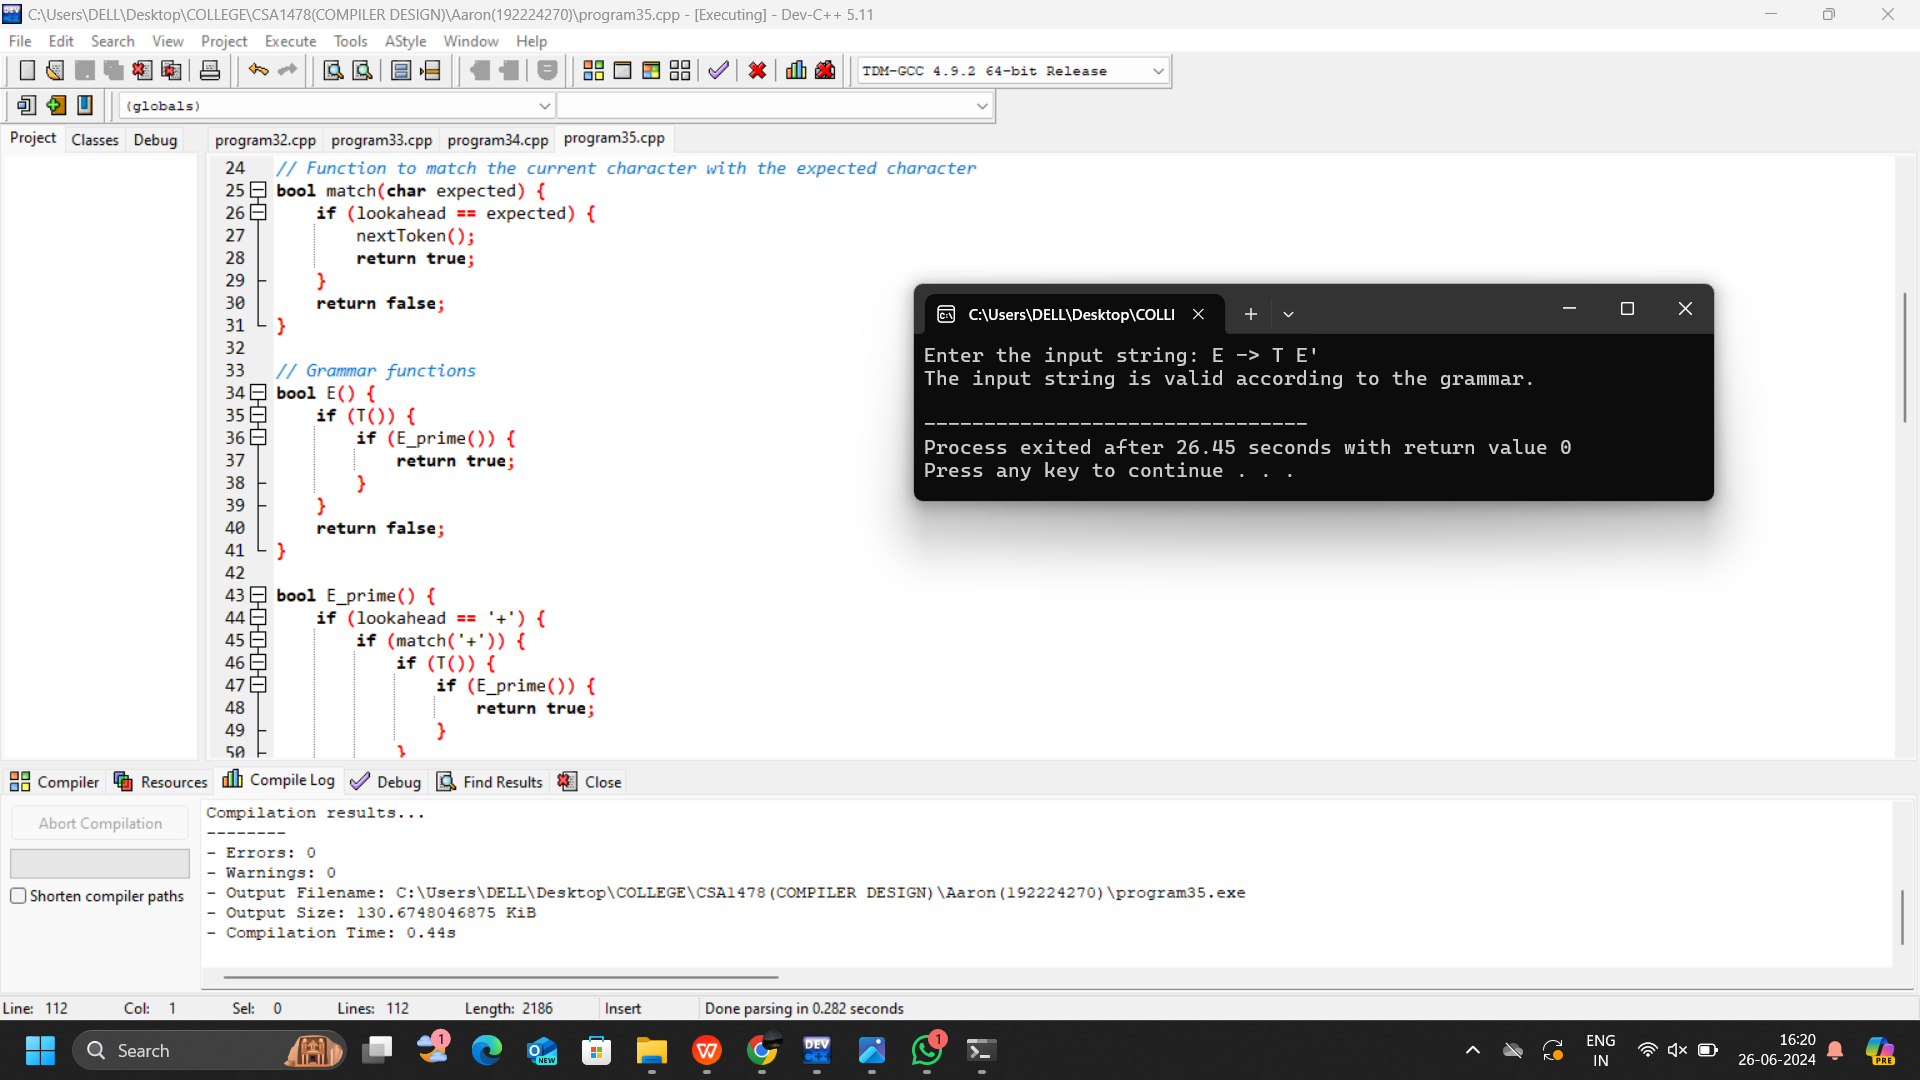 C:\Users\DELL\Desktop\COLLEGE\CSA1478(COMPILER DESIGN)\Aaron(192224270)\program35.cpp - [Executing] - Dev-C++ 5.11
File Edit Search View Project Execute Tools AStyle Window Help
TDM-GCC 4.9.2 64-bit Release
(globals)
Project Classes Debug program32.cpp program33.cpp program34.cpp program35.cpp
24 // Function to match the current character with the expected character
25 bool match(char expected) {
26 if (lookahead == expected) {
27 nextToken();
28 return true;
29 }
30 return false;
31 }
32
33 // Grammar functions
34 bool E() {
35 if (T()) {
36 if (E_prime()) {
37 return true;
38 }
39 }
40 return false;
41 }
42
43 bool E_prime() {
44 if (lookahead == '+') {
45 if (match('+')) {
46 if (T()) {
47 if (E_prime()) {
48 return true;
49 }
50 }
C:\Users\DELL\Desktop\COLLI
Enter the input string: E -> T E'
The input string is valid according to the grammar.
--------------------------------
Process exited after 26.45 seconds with return value 0
Press any key to continue . . .
Compiler Resources Compile Log Debug Find Results Close
Abort Compilation
Shorten compiler paths
Compilation results...
--------
- Errors: 0
- Warnings: 0
- Output Filename: C:\Users\DELL\Desktop\COLLEGE\CSA1478(COMPILER DESIGN)\Aaron(192224270)\program35.exe
- Output Size: 130.6748046875 KiB
- Compilation Time: 0.44s
Line: 112 Col: 1 Sel: 0 Lines: 112 Length: 2186 Insert Done parsing in 0.282 seconds
Search
1
NEW
DEV C++
1
ENG
IN
16:20
26-06-2024
PRE